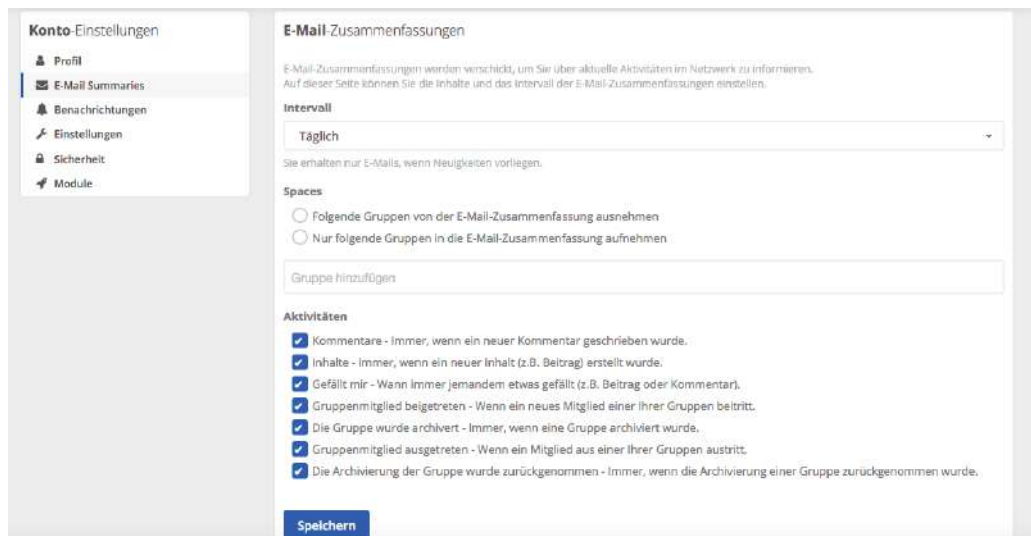 Konto-Einstellungen
Profil
E-Mail Summaries
Benachrichtungen
Einstellungen
Sicherheit
Module
E-Mail-Zusammenfassungen
E-Mail-Zusammenfassungen werden verschickt, um Sie über aktuelle Aktivitäten im Netzwerk zu informieren.
Auf dieser Seite können Sie die Inhalte und das Intervall der E-Mail-Zusammenfassungen einstellen.
Intervall
Täglich
Sie erhalten nur E-Mails, wenn Neuigkeiten vorliegen.
Spaces
Folgende Gruppen von der E-Mail-Zusammenfassung ausnehmen
Nur folgende Gruppen in die E-Mail-Zusammenfassung aufnehmen
Gruppe hinzufügen
Aktivitäten
Kommentare - Immer, wenn ein neuer Kommentar geschrieben wurde.
Inhalte - Immer, wenn ein neuer Inhalt (z.B. Beitrag) erstellt wurde.
Gefällt mir - Wann immer jemandem etwas gefällt (z.B. Beitrag oder Kommentar).
Gruppenmitglied beigetreten - Wenn ein neues Mitglied einer Ihrer Gruppen beitritt.
Die Gruppe wurde archivert - Immer, wenn eine Gruppe archiviert wurde.
Gruppenmitglied ausgetreten - Wenn ein Mitglied aus einer Ihrer Gruppen austritt.
Die Archivierung der Gruppe wurde zurückgenommen - Immer, wenn die Archivierung einer Gruppe zurückgenommen wurde.
Speichern